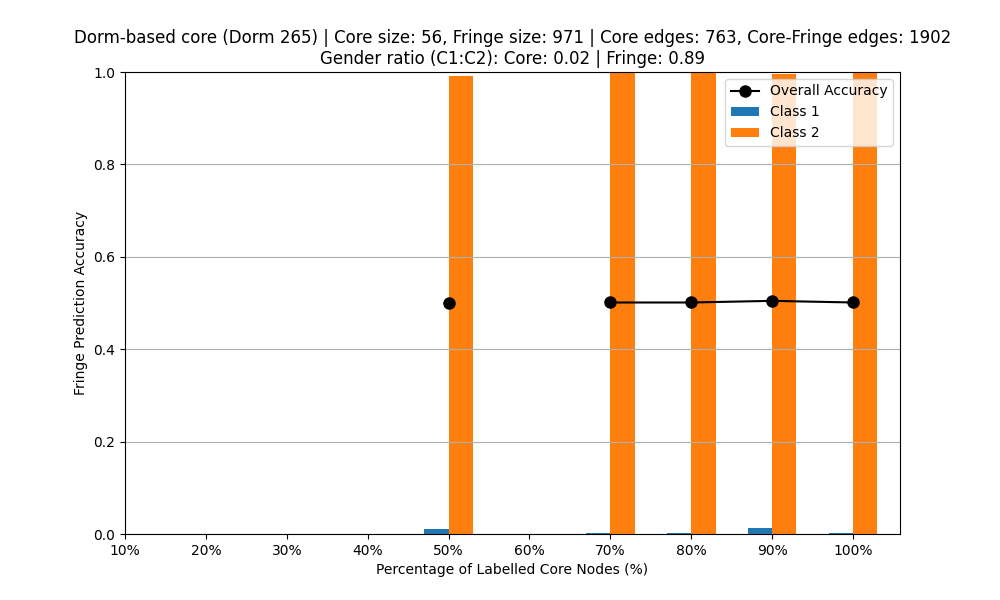 Dorm-based core (Dorm 265) | Core size: 56, Fringe size: 971 | Core edges: 763, Core-Fringe edges: 1902
Gender ratio (C1:C2): Core: 0.02 | Fringe: 0.89
1.0
0.8
0.6
0.4
0.2
0.0
Fringe Prediction Accuracy
Overall Accuracy
Class 1
Class 2
10% 20% 30% 40% 50% 60% 70% 80% 90% 100%
Percentage of Labelled Core Nodes (%)